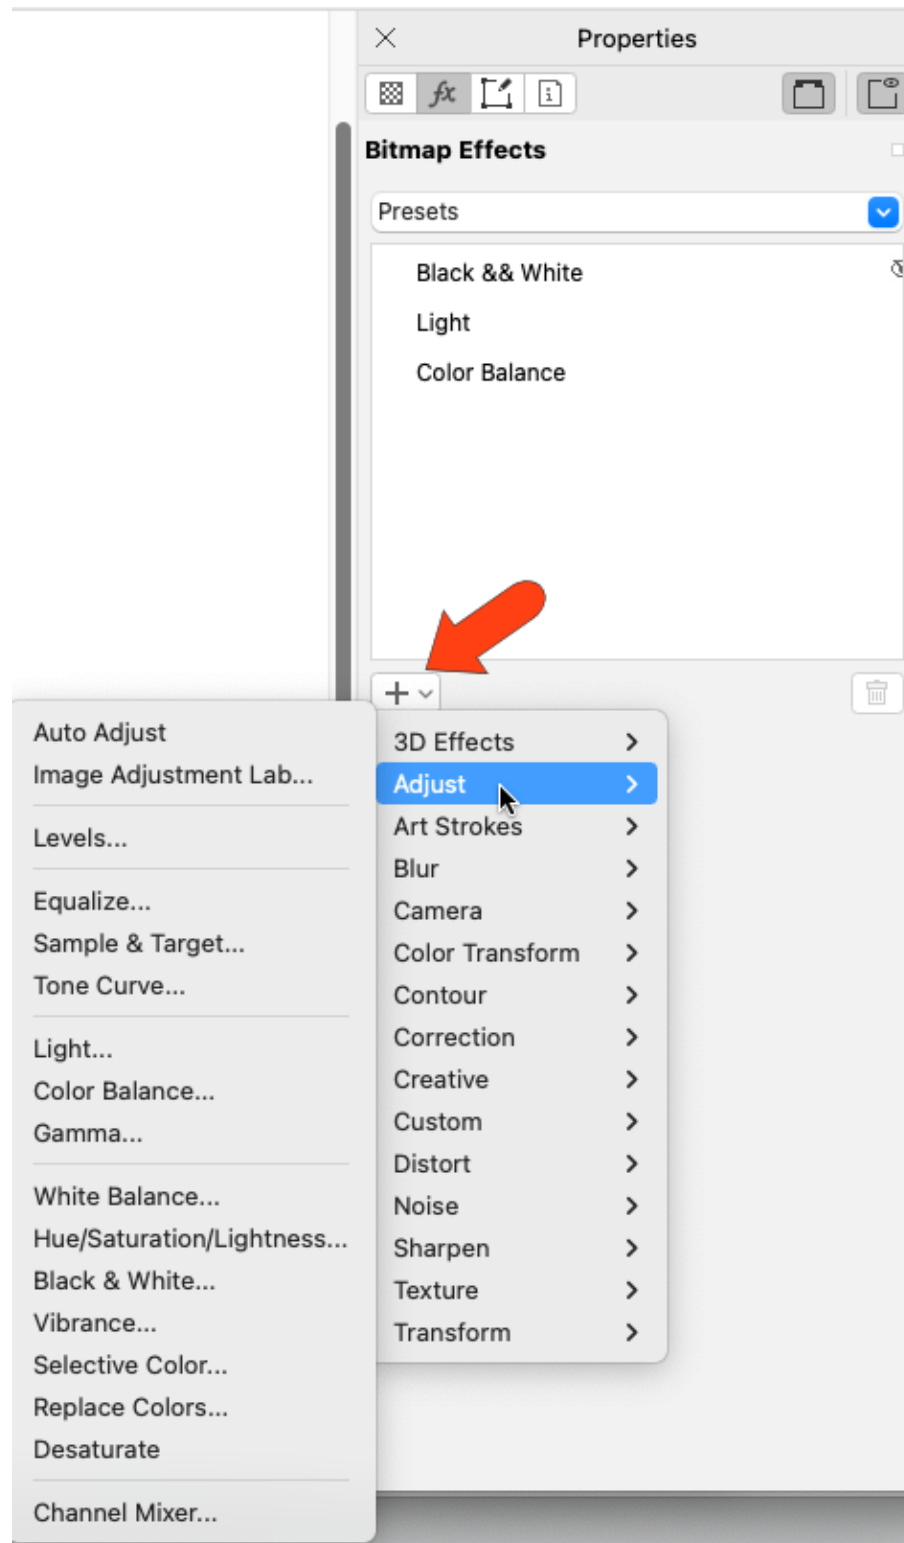 Properties
fx
Bitmap Effects
Presets
Black && White
Light
Color Balance
3D Effects
Adjust
Art Strokes
Blur
Camera
Color Transform
Contour
Correction
Creative
Custom
Distort
Noise
Sharpen
Texture
Transform
Auto Adjust
Image Adjustment Lab...
Levels...
Equalize...
Sample & Target...
Tone Curve...
Light...
Color Balance...
Gamma...
White Balance...
Hue/Saturation/Lightness...
Black & White...
Vibrance...
Selective Color...
Replace Colors...
Desaturate
Channel Mixer...